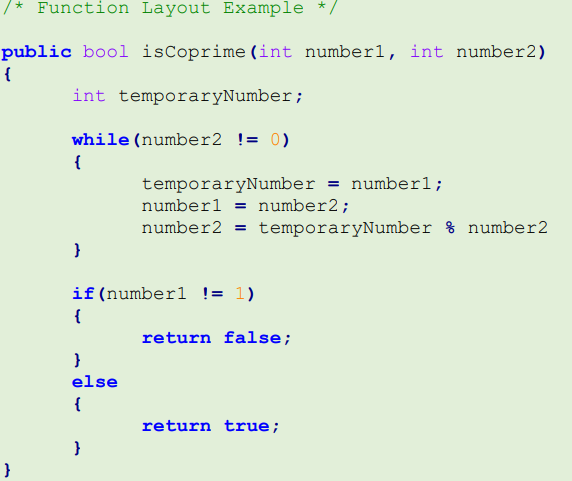 /* Function Layout Example */
public bool isCoprime(int number1, int number2)
{
int temporaryNumber;
while(number2 != 0)
{
temporaryNumber = number1;
number1 = number2;
number2 = temporaryNumber % number2
}
if(number1 != 1)
{
return false;
}
else
{
return true;
}
}